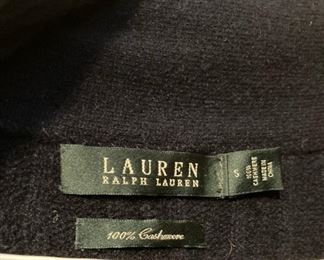 LAUREN
RALPH LAUREN
S
100%
CASHMERE
MADE IN
CHINA
100% Cashmere